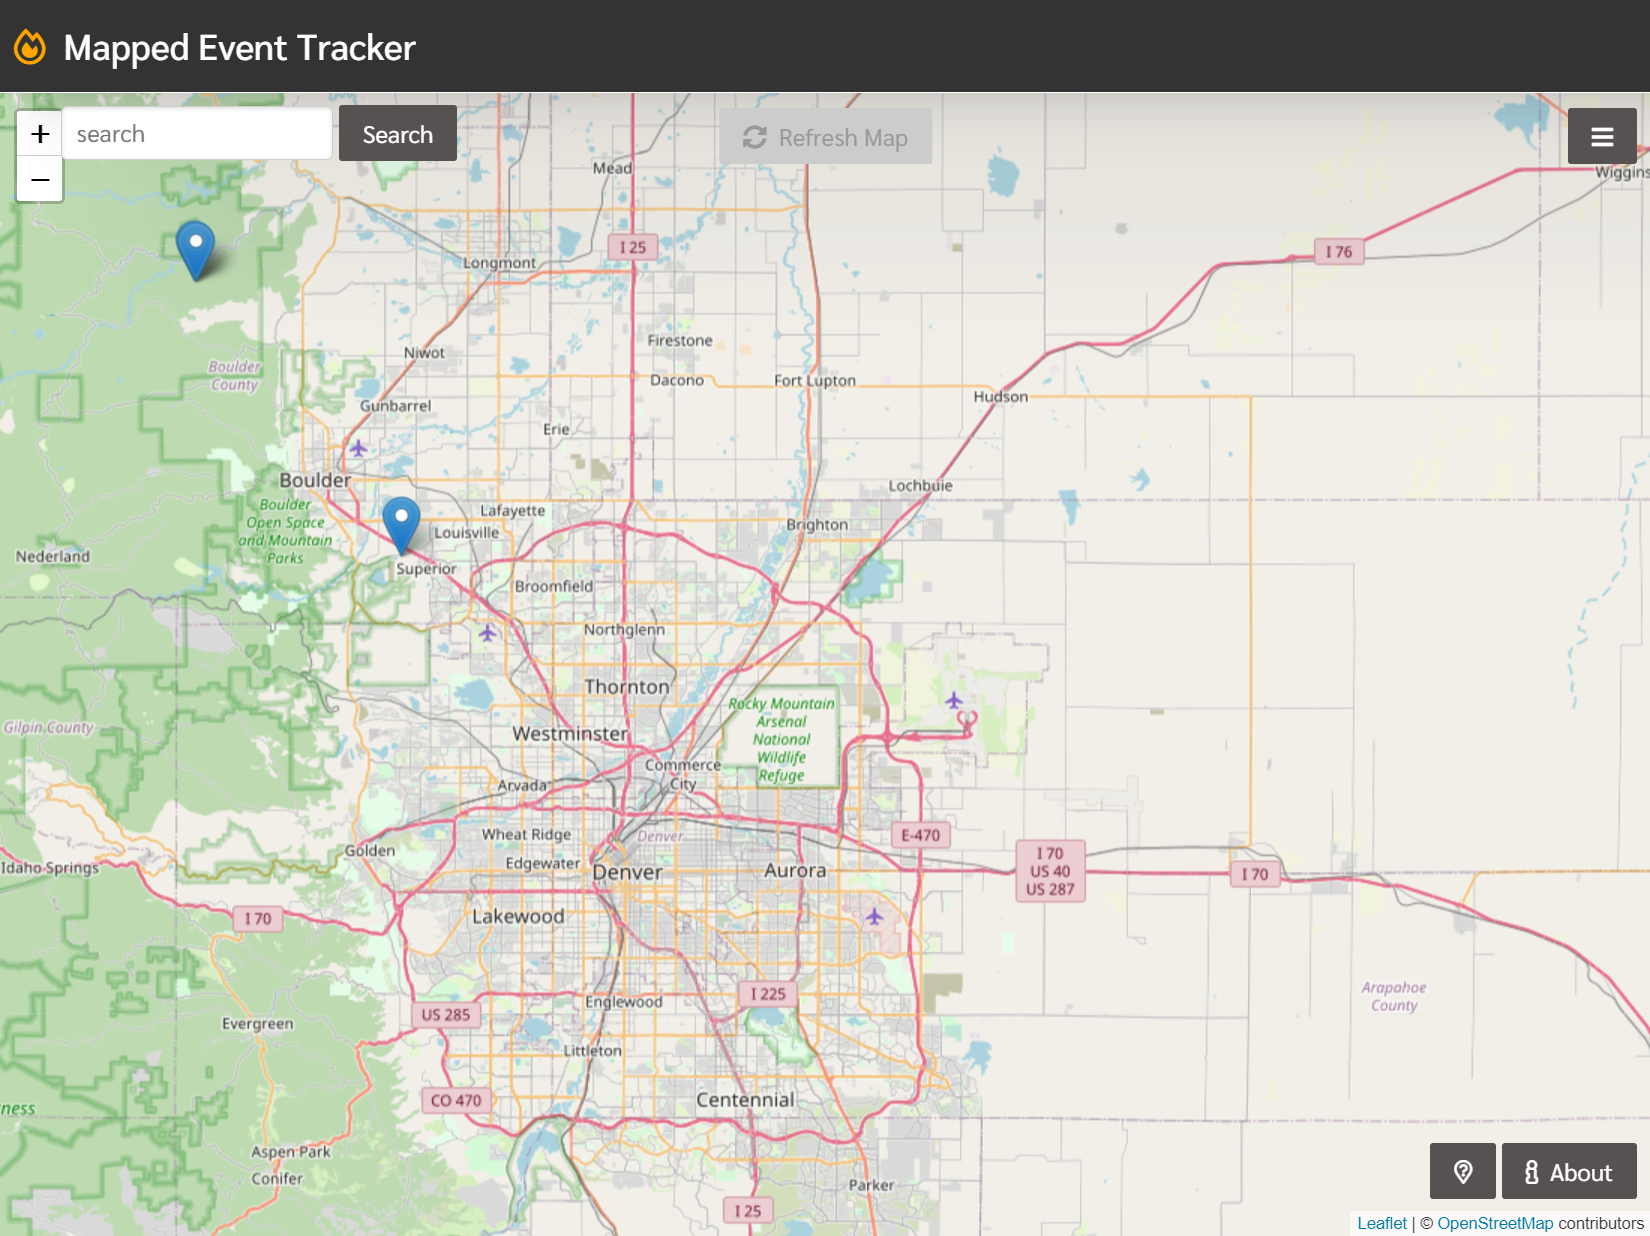 Mapped Event Tracker
+
search
Search
Refresh Map
−
Mead
Wiggins
I 25
I 76
Longmont
Firestone
Niwot
Boulder
County
Dacono
Fort Lupton
Hudson
Gunbarrel
Erie
Boulder
Lochbuie
Boulder
Open Space
and Mountain
Parks
Lafayette
Brighton
Louisville
Nederland
Superior
Broomfield
Northglenn
Thornton
Rocky Mountain
Arsenal
National
Wildlife
Refuge
Gilpin County
Westminster
Commerce
City
Arvada
Wheat Ridge
Denver
E-470
Golden
Edgewater
Idaho Springs
Denver
Aurora
I 70
US 40
US 287
I 70
I 70
Lakewood
Englewood
I 225
Arapahoe
County
US 285
Evergreen
Littleton
CO 470
Centennial
ness
Aspen Park
Conifer
Parker
I 25
About
Leaflet | © OpenStreetMap contributors